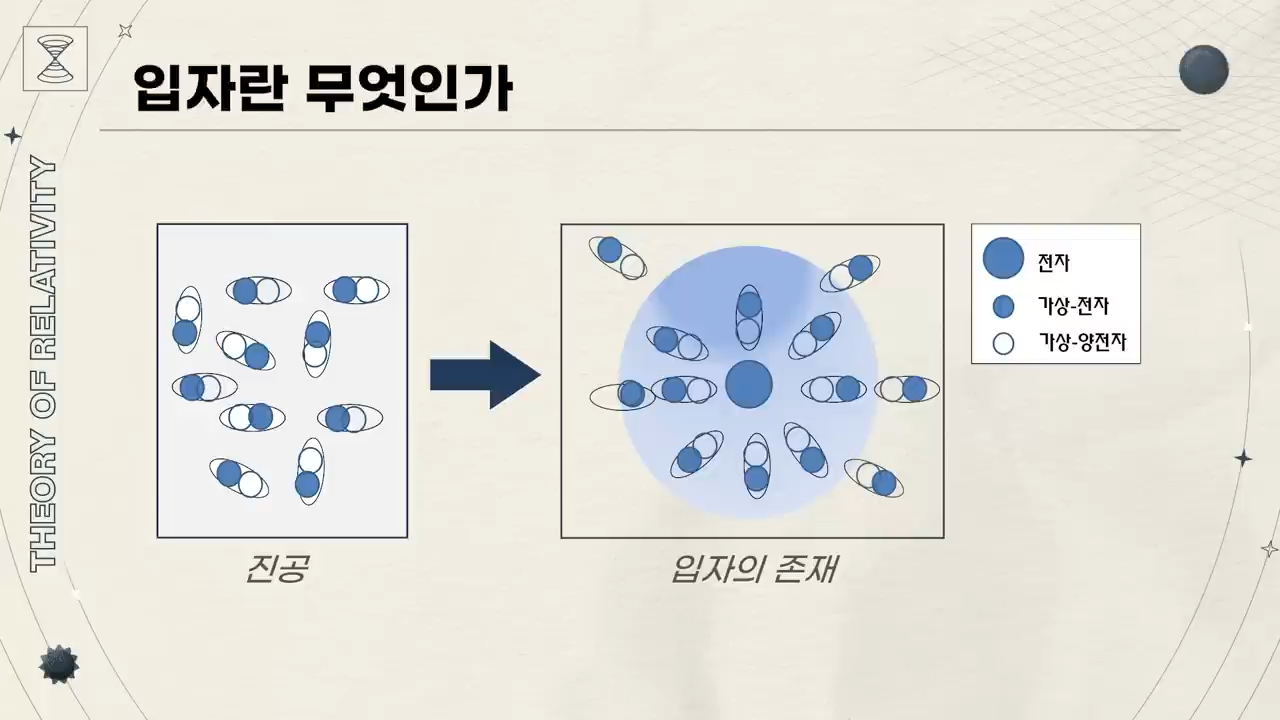 입자란 무엇인가
THEORY OF RELATIVITY
전자
가상-전자
가상-양전자
진공
입자의 존재